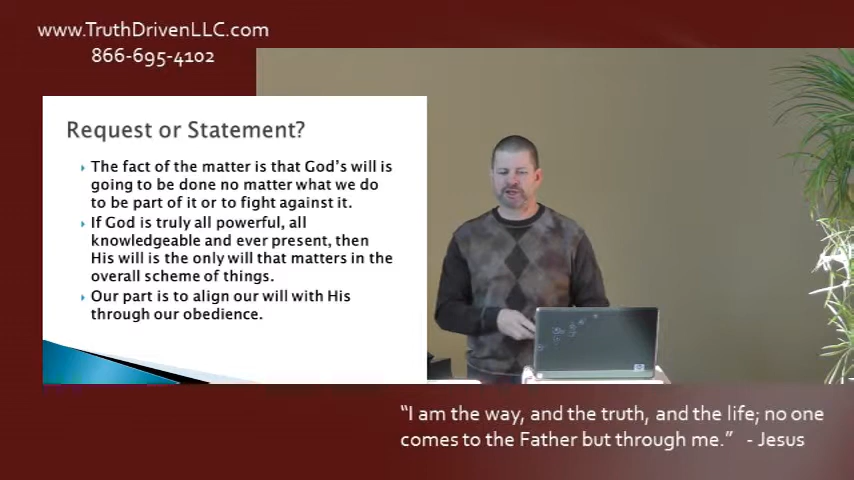 www.TruthDrivenLLC.com
866-695-4102
Request or Statement?
The fact of the matter is that God's will is
going to be done no matter what we do
to be part of it or to fight against it.
If God is truly all powerful, all
knowledgeable and ever present, then
His will is the only will that matters in the
overall scheme of things.
Our part is to align our will with His
through our obedience.
hp
“I am the way, and the truth, and the life; no one
comes to the Father but through me.” - Jesus